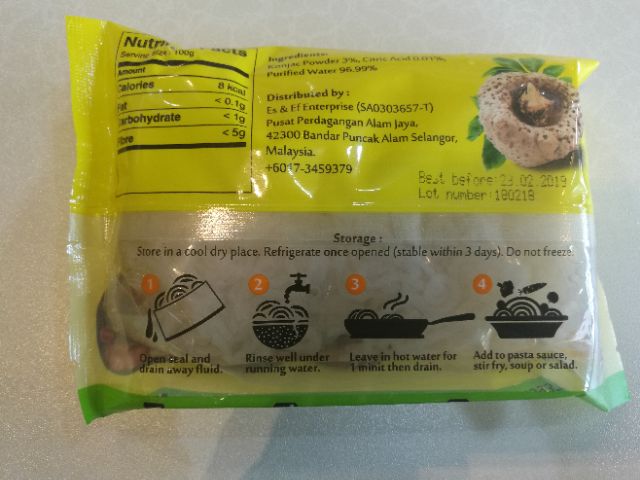 Nutrition Facts
Serving Size: 100g
Amount
Calories 8 kcal
Fat < 0.1g
Carbohydrate < 1g
Fibre < 5g
Ingredients:
Konjac Powder 3%, Citric Acid 0.01%,
Purified Water 96.99%
Distributed by :
Es & Ef Enterprise (SA0303657-T)
Pusat Perdagangan Alam Jaya,
42300 Bandar Puncak Alam Selangor,
Malaysia.
+6017-3459379
Best before: 23.02.2019
Lot number: 180218
Storage :
Store in a cool dry place. Refrigerate once opened (stable within 3 days). Do not freeze.
1
Open seal and
drain away fluid.
2
Rinse well under
running water.
3
Leave in hot water for
1 minit then drain.
4
Add to pasta sauce,
stir fry, soup or salad.